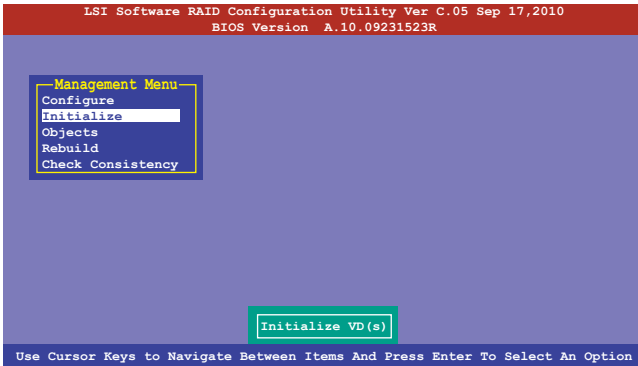 LSI Software RAID Configuration Utility Ver C.05 Sep 17,2010
BIOS Version A.10.09231523R
Management Menu
Configure
Initialize
Objects
Rebuild
Check Consistency
Initialize VD(s)
Use Cursor Keys to Navigate Between Items And Press Enter To Select An Option